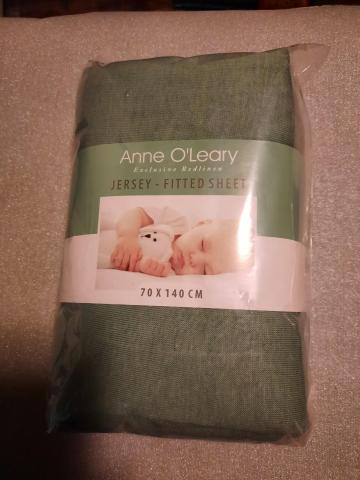 Anne O'Leary
Exclusive Bedlinen
JERSEY - FITTED SHEET
70 X 140 CM